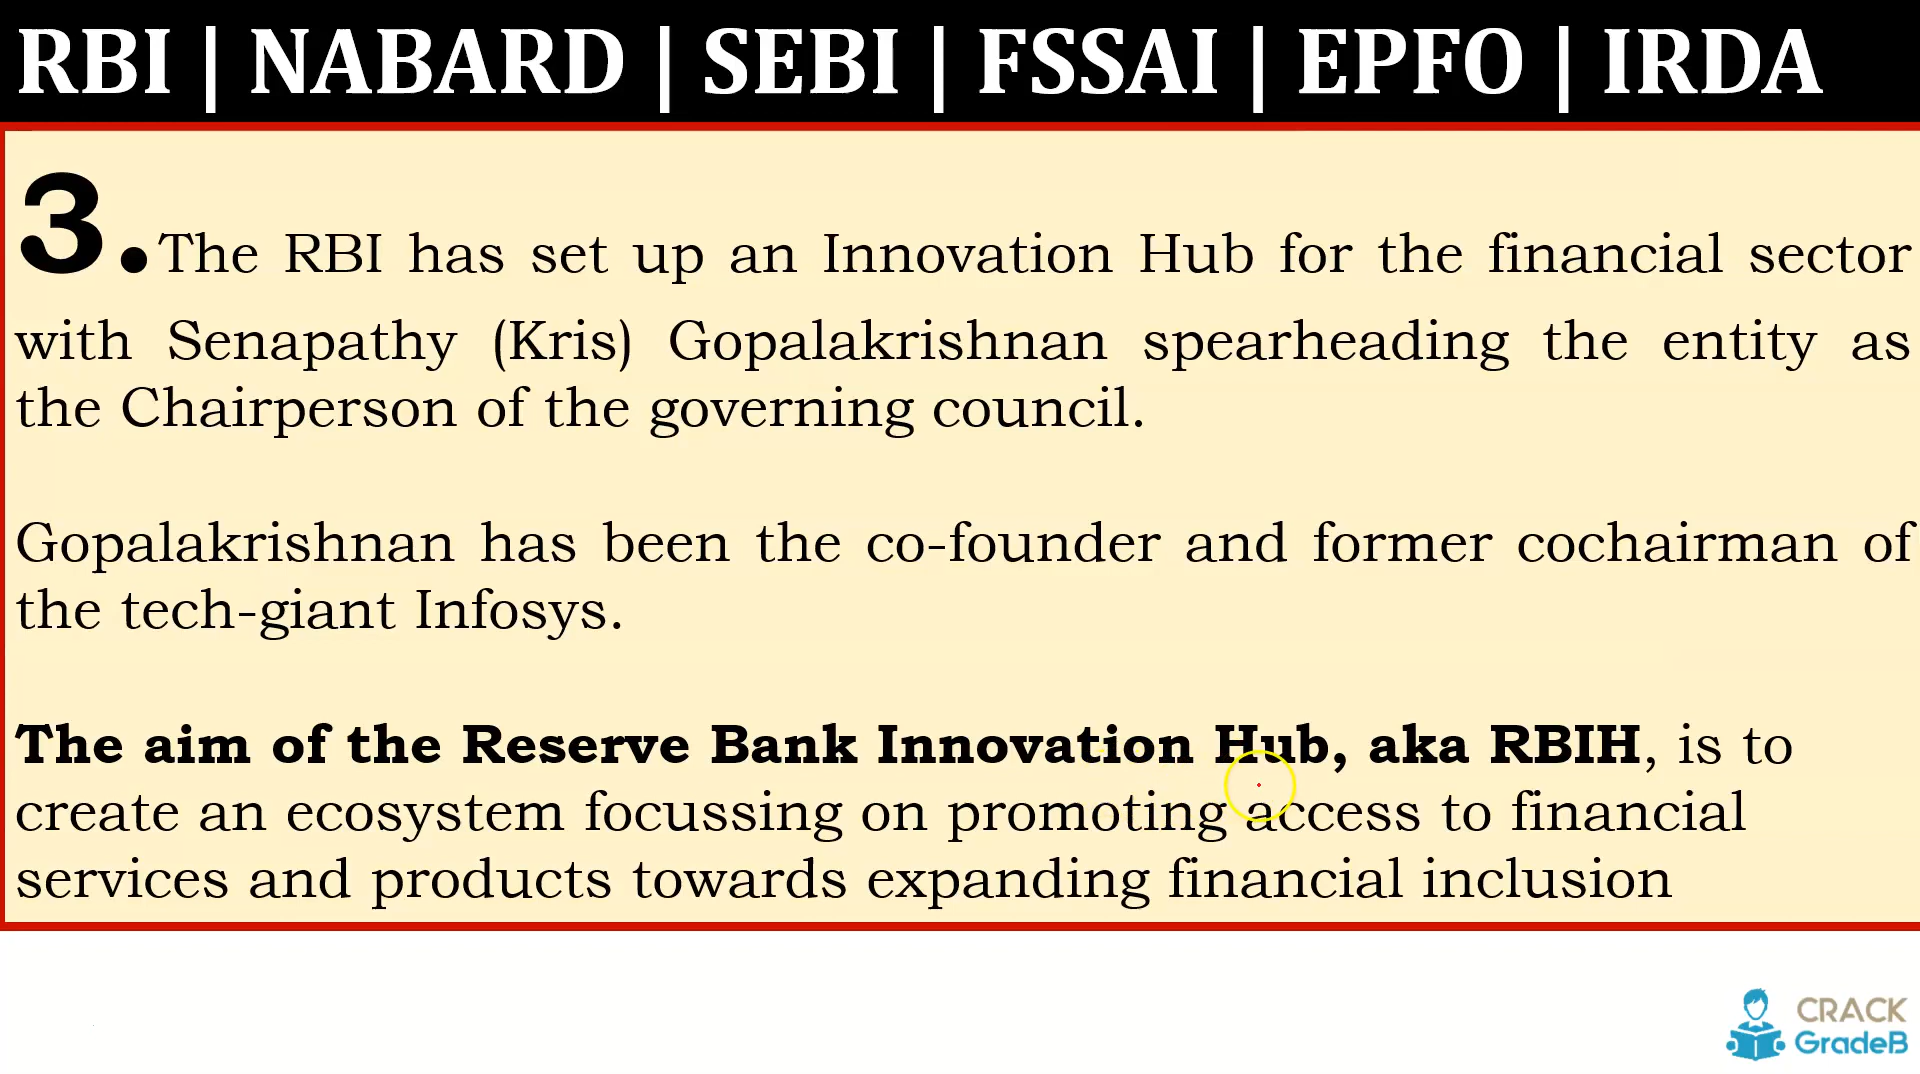 RBI | NABARD | SEBI | FSSAI | EPFO | IRDA
3. The RBI has set up an Innovation Hub for the financial sector
with Senapathy (Kris) Gopalakrishnan spearheading the entity as
the Chairperson of the governing council.
Gopalakrishnan has been the co-founder and former cochairman of
the tech-giant Infosys.
The aim of the Reserve Bank Innovation Hub, aka RBIH, is to
create an ecosystem focussing on promoting access to financial
services and products towards expanding financial inclusion
CRACK
GradeB